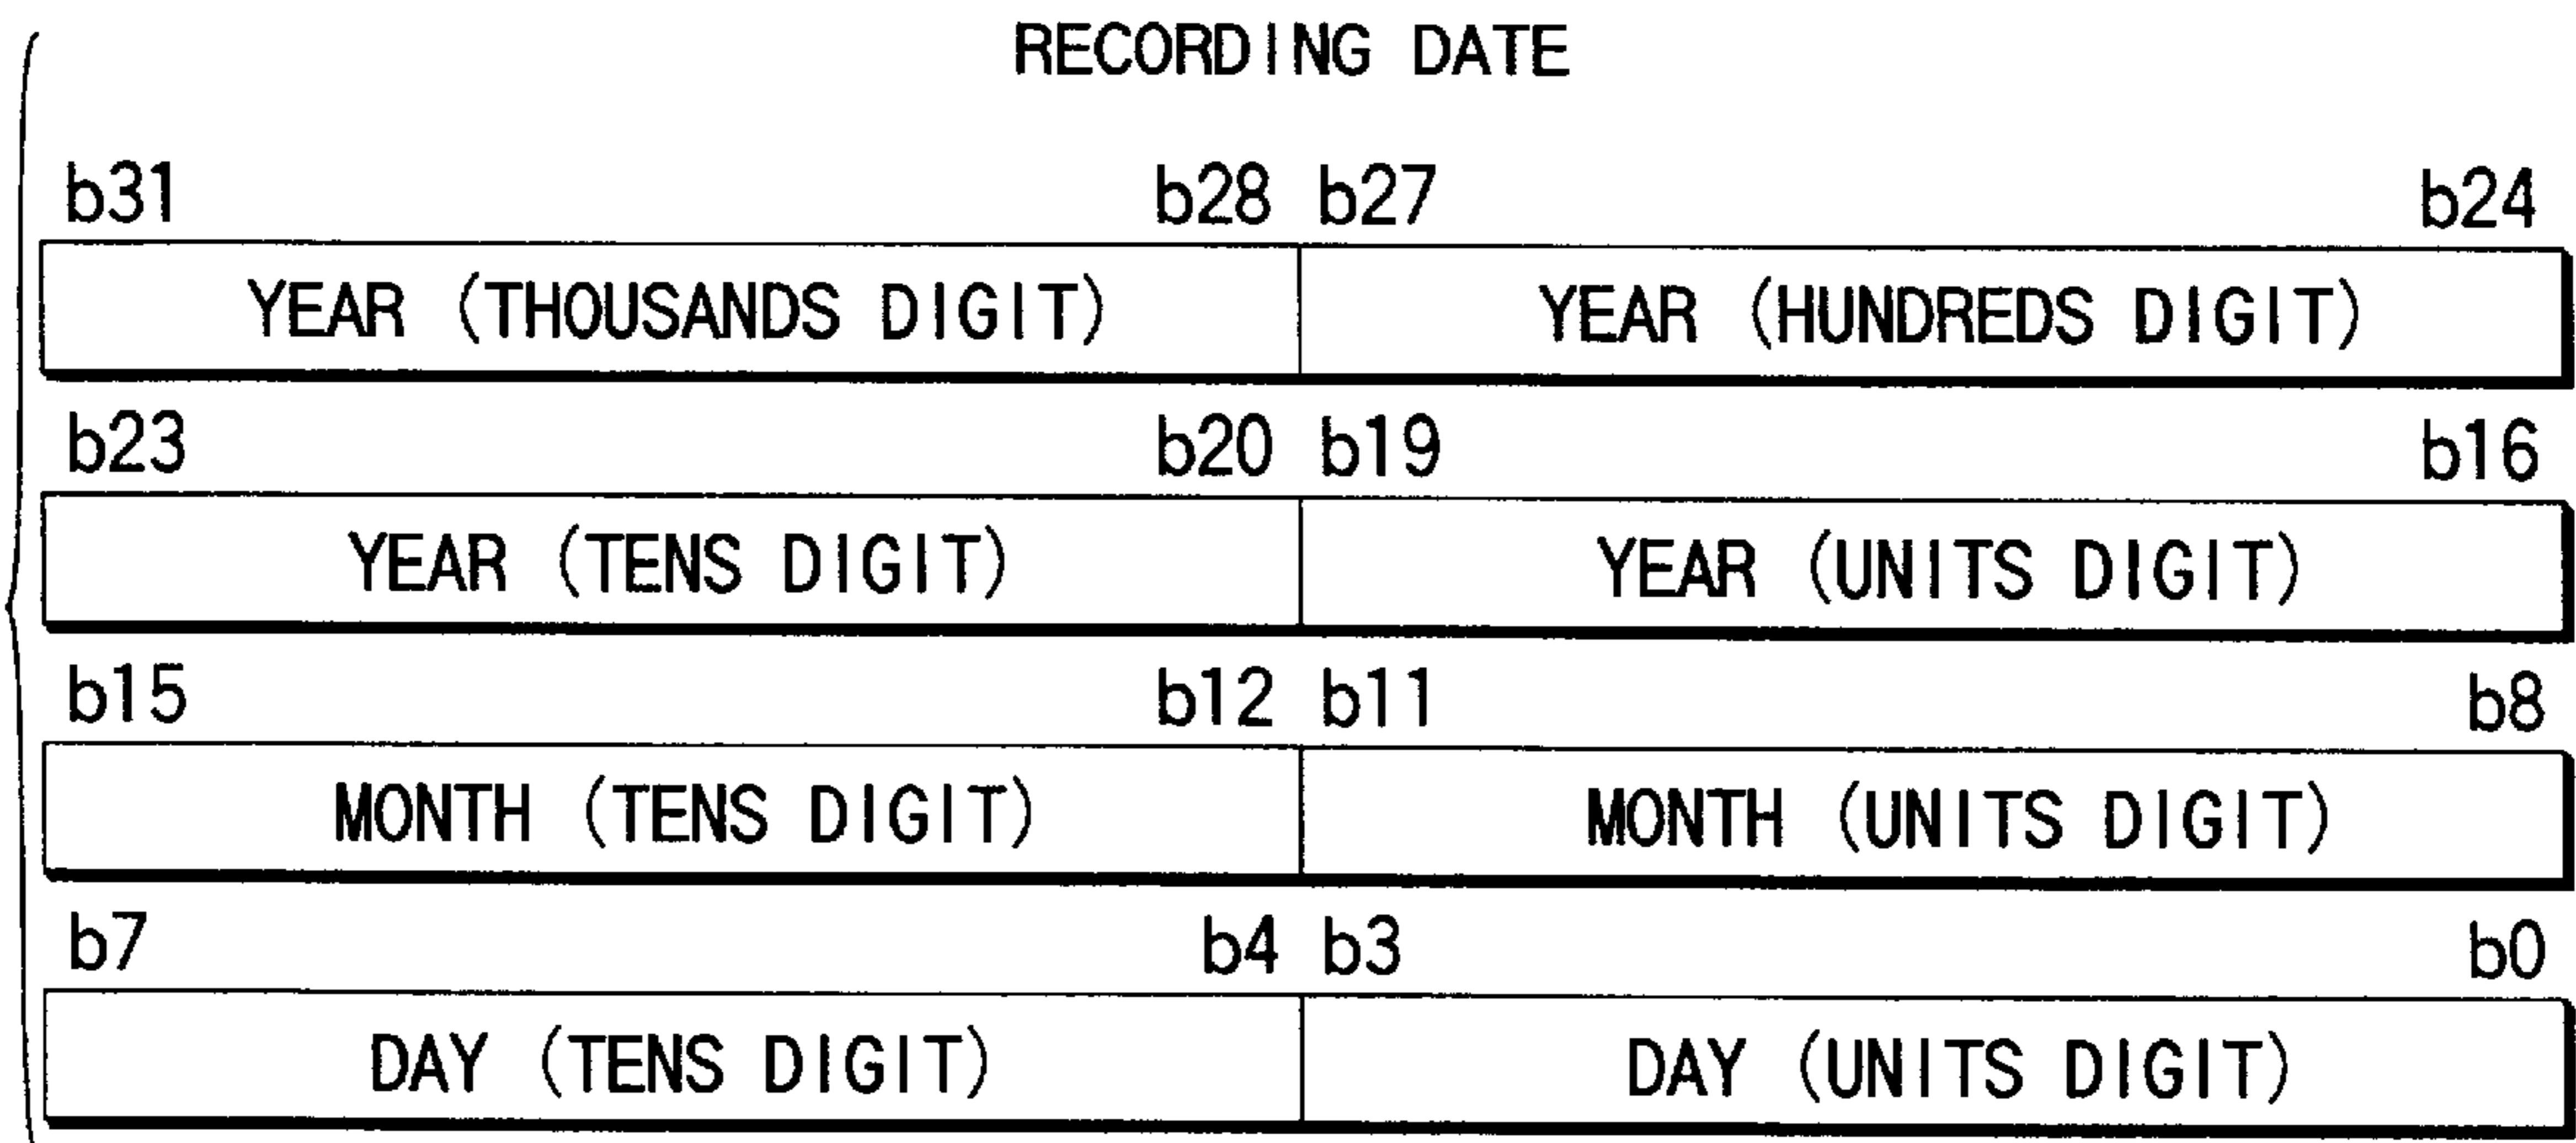 RECORDING DATE
b31 b28 b27 b24
YEAR (THOUSANDS DIGIT) YEAR (HUNDREDS DIGIT)
b23 b20 b19 b16
YEAR (TENS DIGIT) YEAR (UNITS DIGIT)
b15 b12 b11 b8
MONTH (TENS DIGIT) MONTH (UNITS DIGIT)
b7 b4 b3 b0
DAY (TENS DIGIT) DAY (UNITS DIGIT)